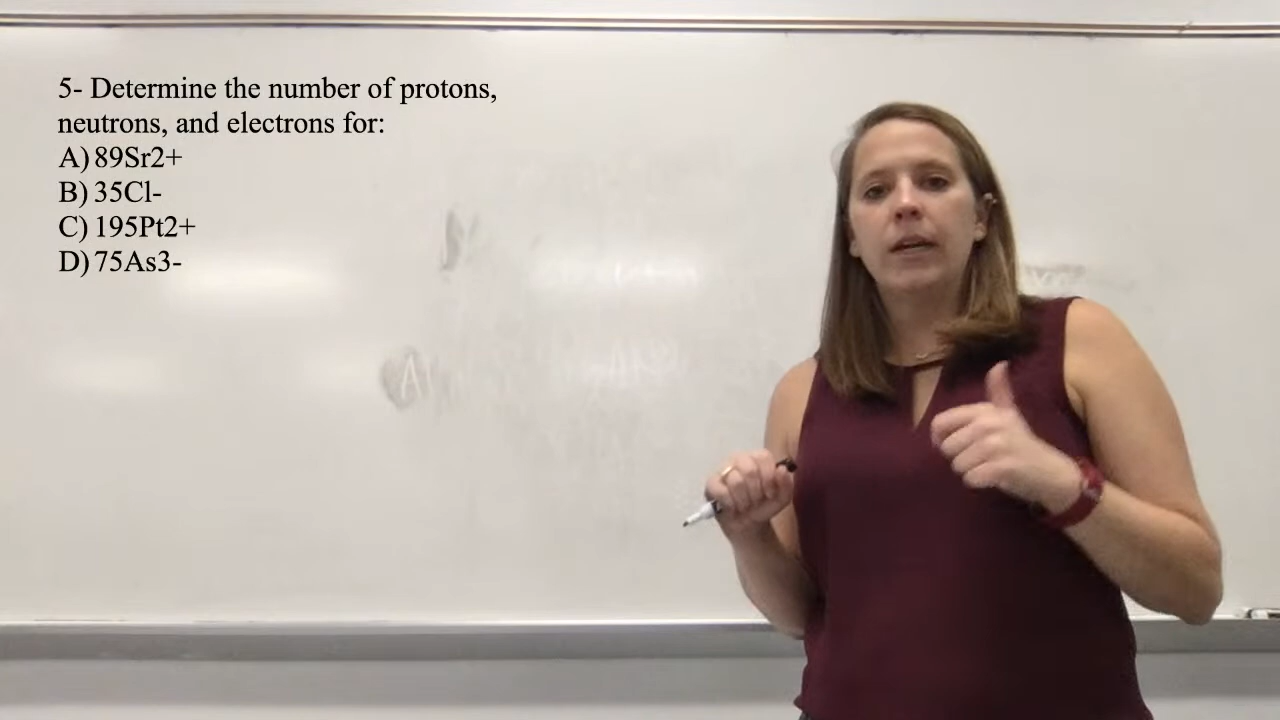 5- Determine the number of protons,
neutrons, and electrons for:
A) 89Sr2+
B) 35Cl-
C) 195Pt2+
D) 75As3-